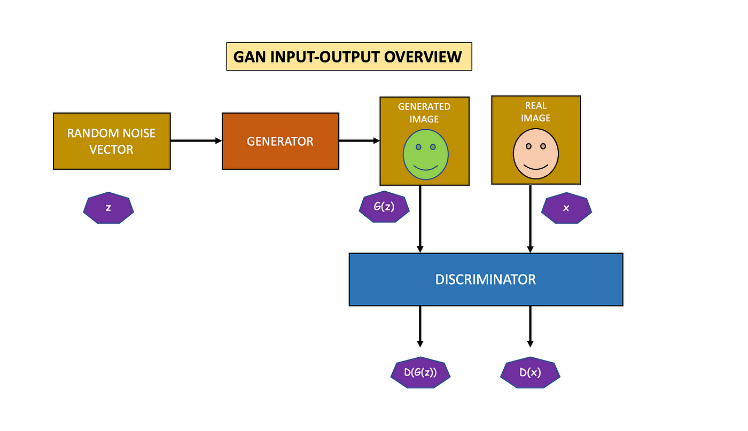 GAN INPUT-OUTPUT OVERVIEW
RANDOM NOISE
VECTOR
GENERATOR
GENERATED
IMAGE
REAL
IMAGE
z
G(z)
x
DISCRIMINATOR
D(G(z))
D(x)